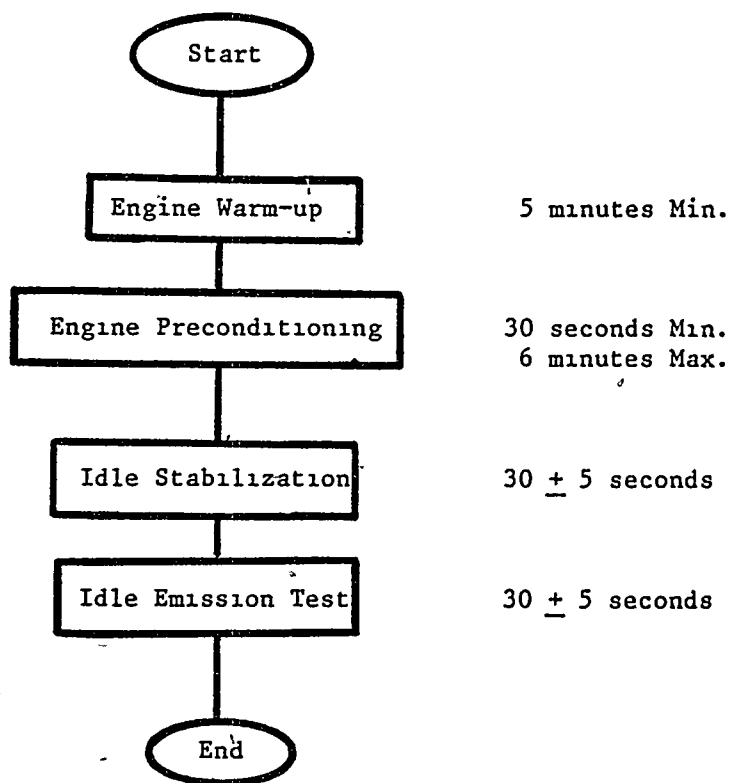 Start
Engine Warm-up 5 minutes Min.
Engine Preconditioning 30 seconds Min.
6 minutes Max.
Idle Stabilization 30 ± 5 seconds
Idle Emission Test 30 ± 5 seconds
End